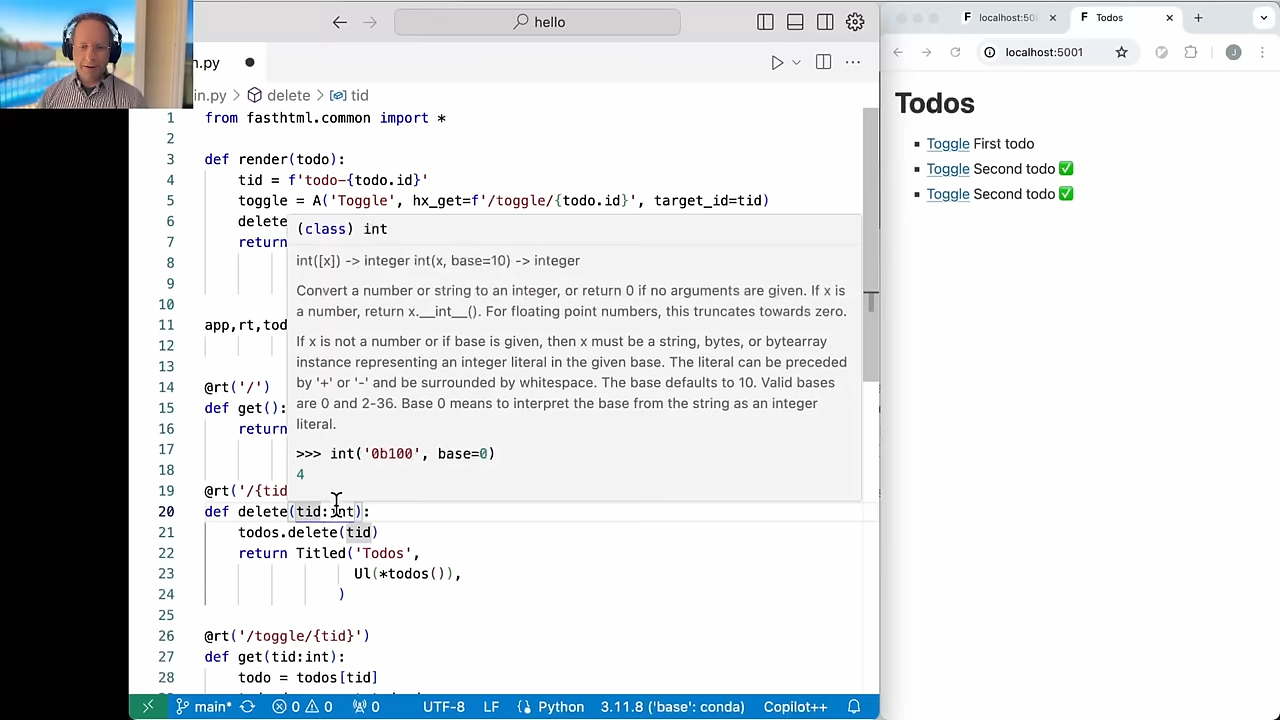 hello
n.py
in.py > delete > tid
1 from fasthtml.common import *
2
3 def render(todo):
4 tid = f'todo-{todo.id}'
5 toggle = A('Toggle', hx_get=f'/toggle/{todo.id}', target_id=tid)
6 delete
7 return
8
9
10
11 app,rt,tod
12
13
14 @rt('/')
15 def get():
16 return
17
18
19 @rt('/{tid
20 def delete(tid:int):
21 todos.delete(tid)
22 return Titled('Todos',
23 Ul(*todos()),
24 )
25
26 @rt('/toggle/{tid}')
27 def get(tid:int):
28 todo = todos[tid]
(class) int
int([x]) -> integer int(x, base=10) -> integer
Convert a number or string to an integer, or return 0 if no arguments are given. If x is
a number, return x.__int__(). For floating point numbers, this truncates towards zero.
If x is not a number or if base is given, then x must be a string, bytes, or bytearray
instance representing an integer literal in the given base. The literal can be preceded
by '+' or '-' and be surrounded by whitespace. The base defaults to 10. Valid bases
are 0 and 2-36. Base 0 means to interpret the base from the string as an integer
literal.
>>> int('0b100', base=0)
4
main* 0 0 0 UTF-8 LF Python 3.11.8 ('base': conda) Copilot++
F localhost:50 F Todos
localhost:5001 J
Todos
Toggle First todo
Toggle Second todo ✅
Toggle Second todo ✅